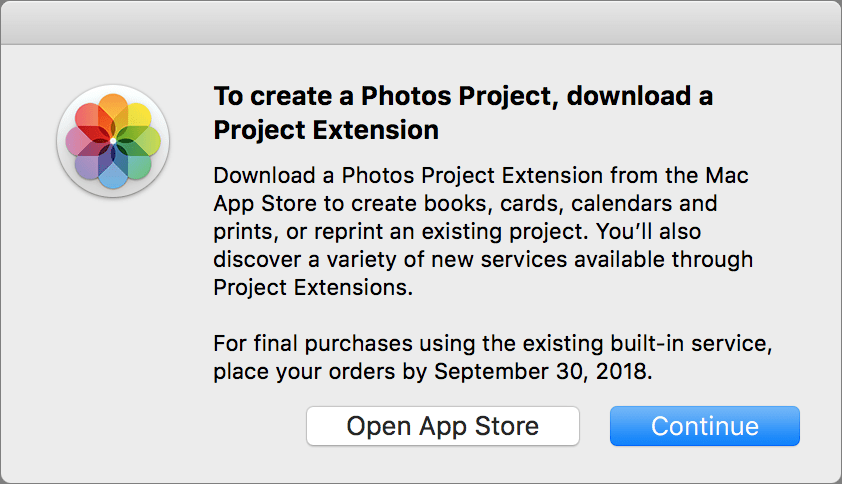 To create a Photos Project, download a
Project Extension
Download a Photos Project Extension from the Mac
App Store to create books, cards, calendars and
prints, or reprint an existing project. You’ll also
discover a variety of new services available through
Project Extensions.
For final purchases using the existing built-in service,
place your orders by September 30, 2018.
Open App Store
Continue